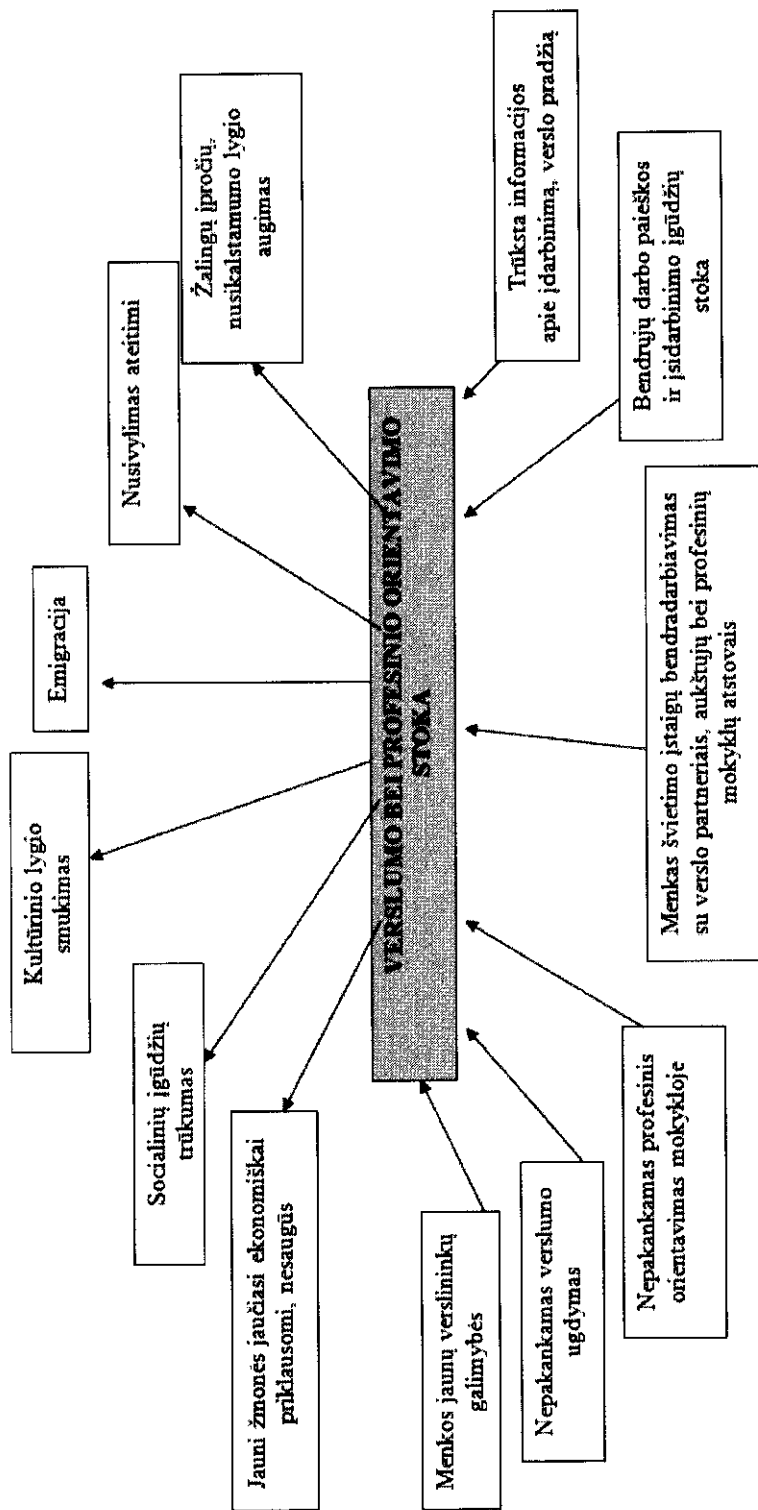 Jauni žmonės jaučiasi ekonomiškai
priklausomi, nesaugūs
Socialinių įgūdžių
trūkumas
Kultūrinio lygio
smukimas
Emigracija
Nusivylimas ateitimi
Žalingų įpročių,
nusikalstamumo lygio
augimas
VERSLUMO BEI PROFESINIO ORIENTAVIMO
STOKA
Menkos jaunų verslininkų
galimybės
Nepakankamas verslumo
ugdymas
Nepakankamas profesinis
orientavimas mokykloje
Menkas švietimo įstaigų bendradarbiavimas
su verslo partneriais, aukštųjų bei profesinių
mokyklų atstovais
Bendrųjų darbo paieškos
ir įsidarbinimo įgūdžių
stoka
Trūksta informacijos
apie įdarbinimą, verslo pradžią